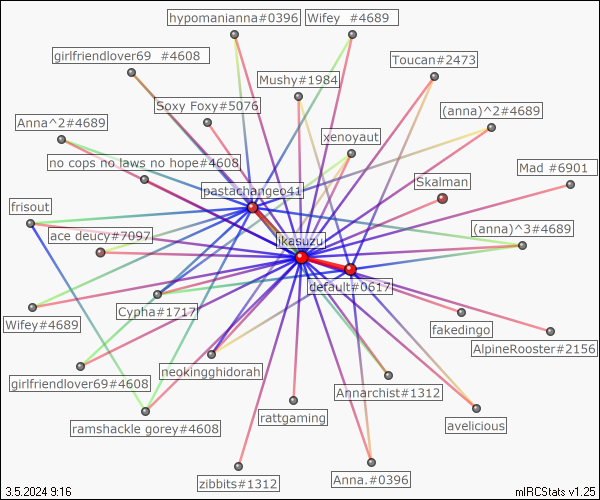 hypomanianna#0396
Wifey #4689
girlfriendlover69 #4608
Toucan#2473
Mushy#1984
Soxy Foxy#5076
(anna)^2#4689
Anna^2#4689
xenoyaut
no cops no laws no hope#4608
Mad #6901
Skalman
pastachangeo41
frisout
(anna)^3#4689
ace deucy#7097
ikasuzu
default#0617
Cypha#1717
Wifey#4689
fakedingo
AlpineRooster#2156
neokingghidorah
girlfriendlover69#4608
Annarchist#1312
rattgaming
avelicious
ramshackle gorey#4608
zibbits#1312
Anna.#0396
3.5.2024 9:16
mIRCStats v1.25